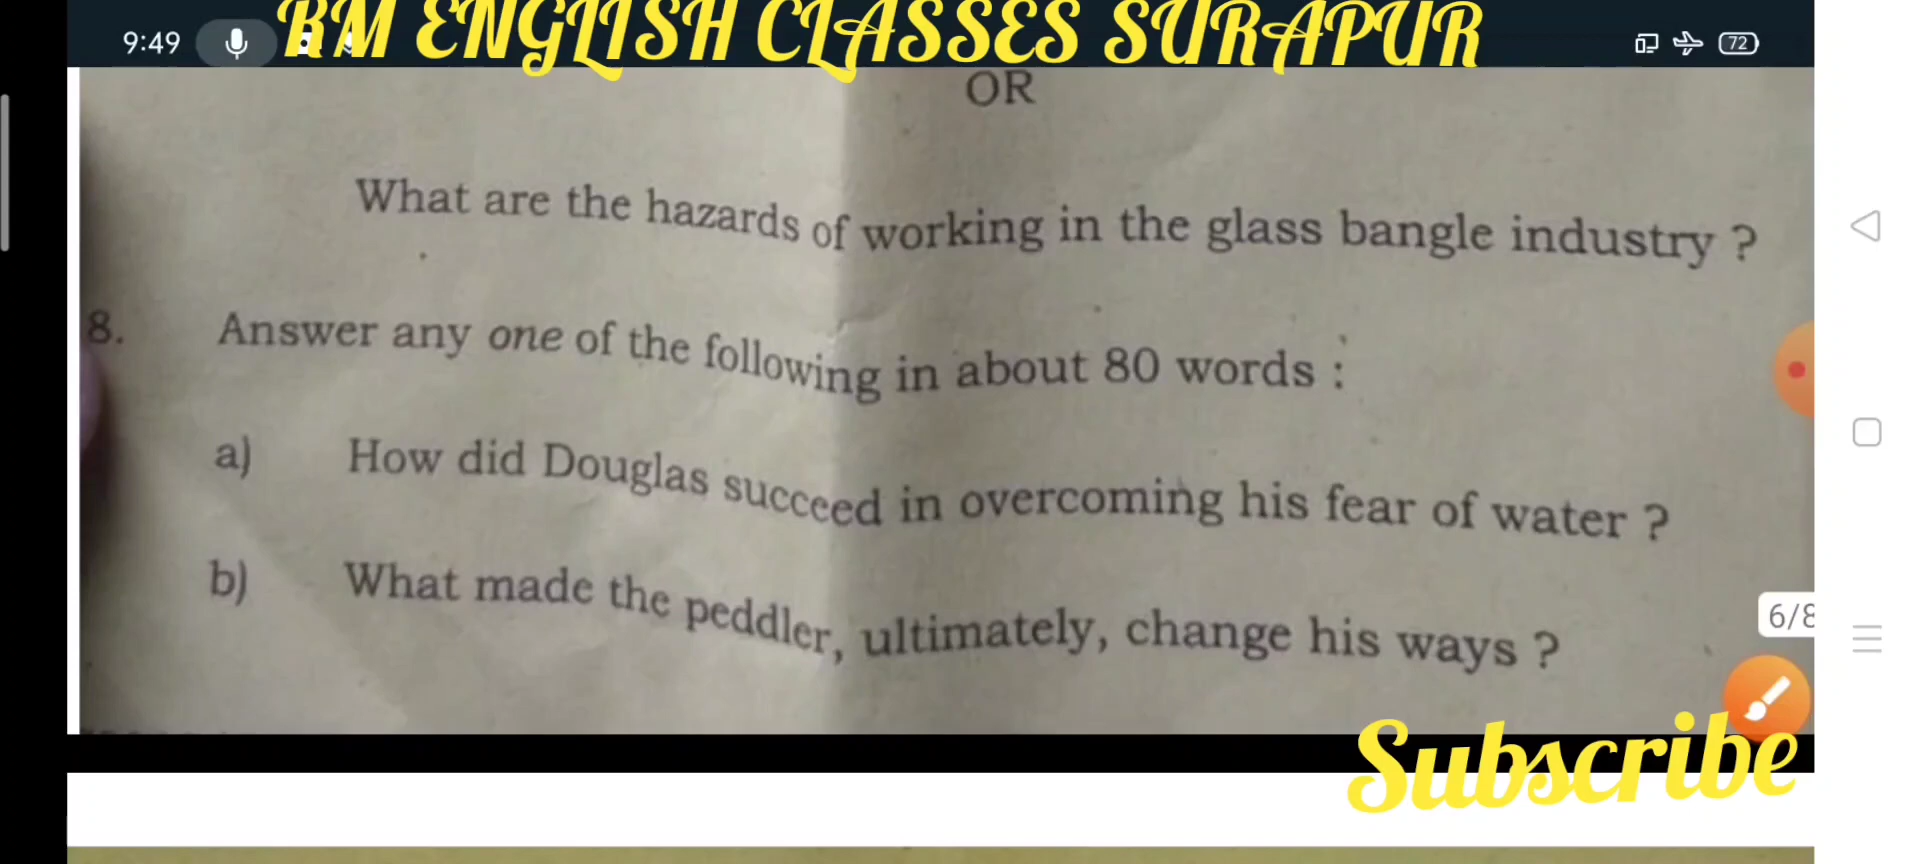 9:49
RM ENGLISH CLASSES SURAPUR
72
OR
What are the hazards of working in the glass bangle industry ?
8. Answer any one of the following in about 80 words :
a) How did Douglas succeed in overcoming his fear of water ?
b) What made the peddler, ultimately, change his ways ?
6/8
Subscribe